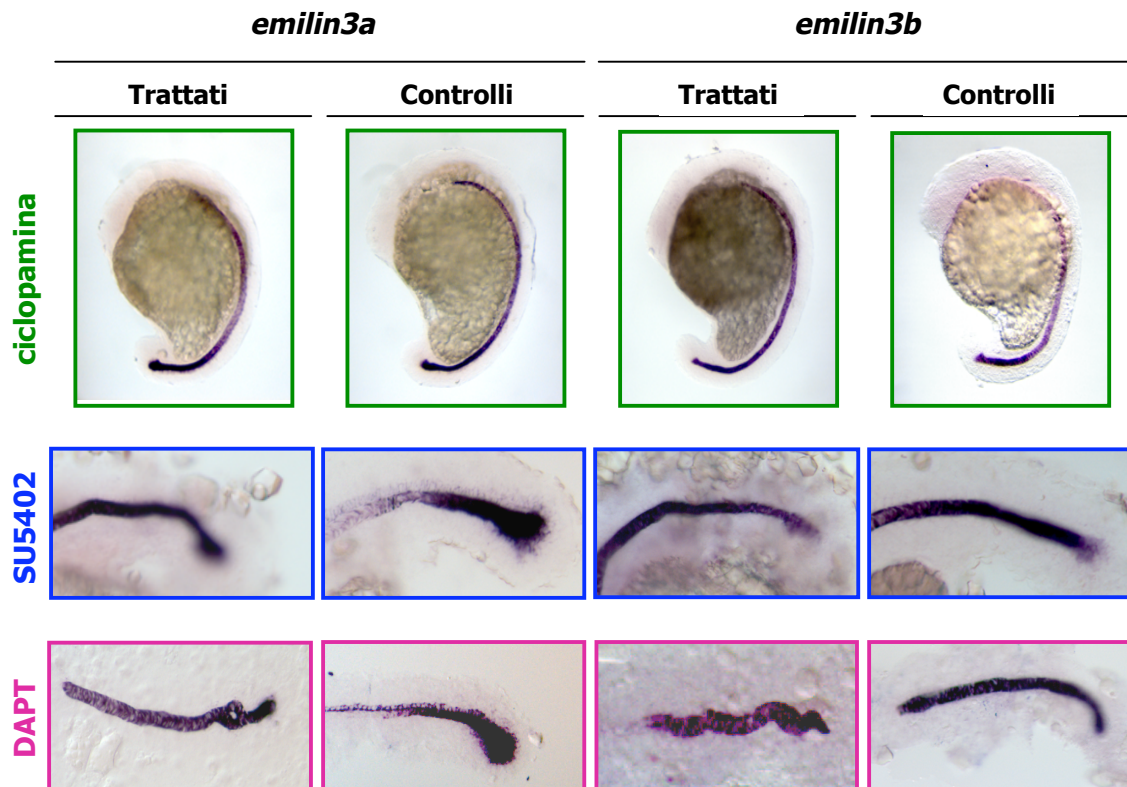 emilin3a emilin3b
Trattati Controlli Trattati Controlli
ciclopamina
SU5402
DAPT